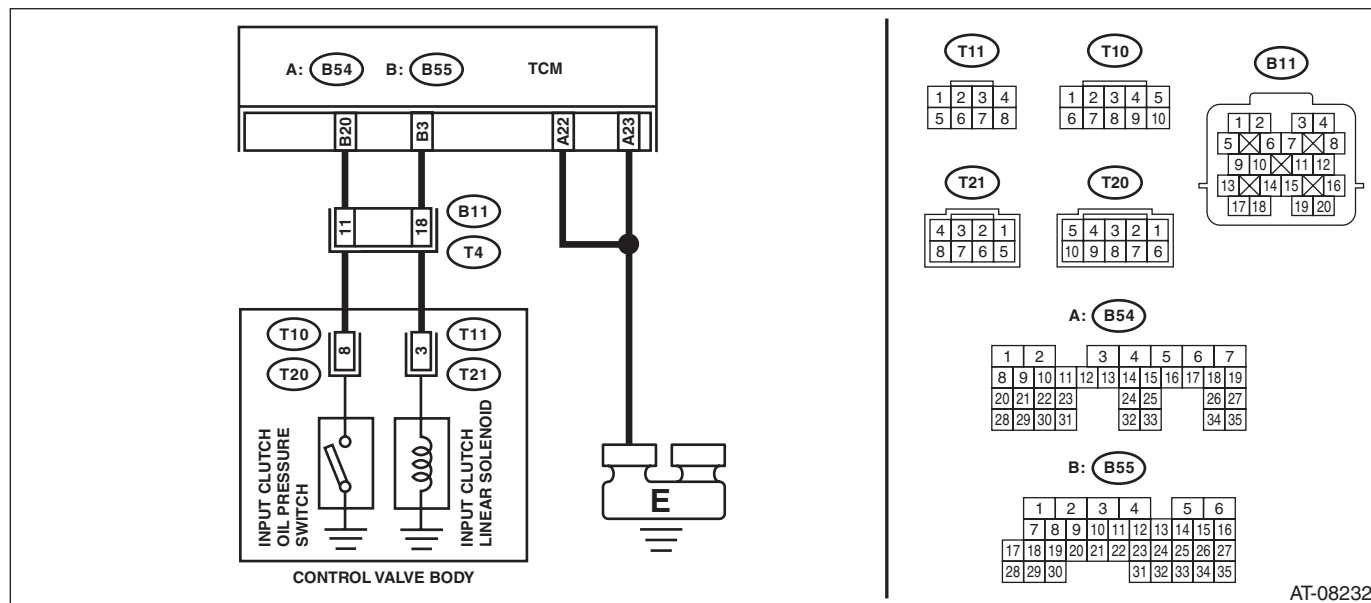 A: B54 B: B55 TCM
B20 B3 A22 A23
11 18 B11
T4
T10 8 3 T11
T20 T21
INPUT CLUTCH
OIL PRESSURE
SWITCH
INPUT CLUTCH
LINEAR SOLENOID
CONTROL VALVE BODY
E
T11
1 2 3 4
5 6 7 8
T10
1 2 3 4 5
6 7 8 9 10
B11
1 2 3 4
5 6 7 8
9 10 11 12
13 14 15 16
17 18 19 20
T21
4 3 2 1
8 7 6 5
T20
5 4 3 2 1
10 9 8 7 6
A: B54
1 2 3 4 5 6 7
8 9 10 11 12 13 14 15 16 17 18 19
20 21 22 23 24 25 26 27
28 29 30 31 32 33 34 35
B: B55
1 2 3 4 5 6
7 8 9 10 11 12 13 14 15 16
17 18 19 20 21 22 23 24 25 26 27
28 29 30 31 32 33 34 35
AT-08232